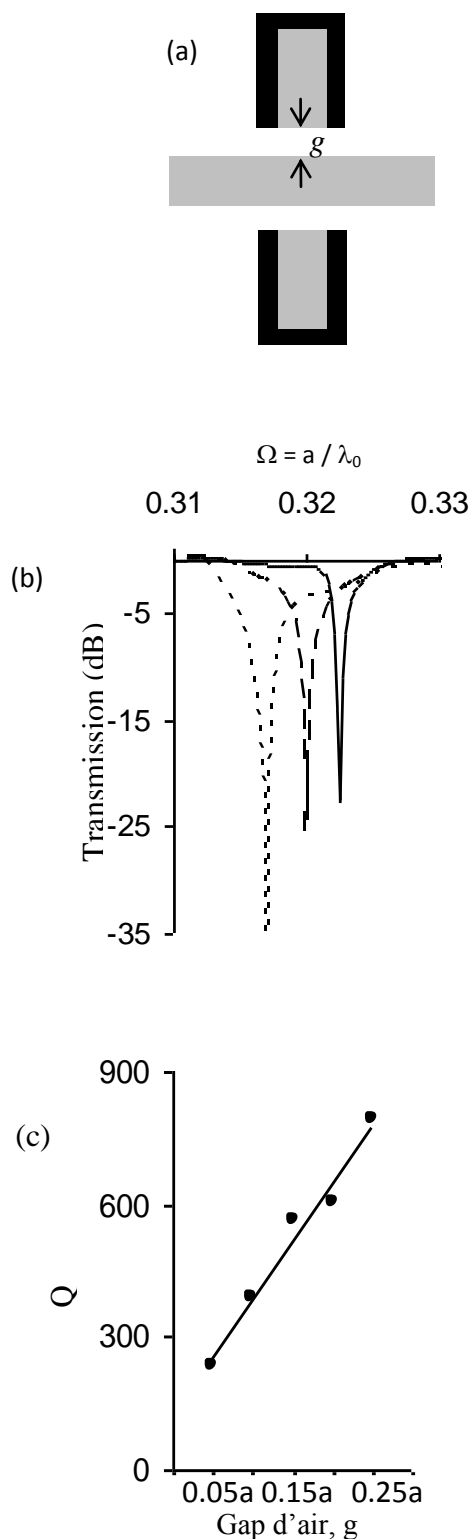 (a)
g
Ω = a / λ0
0.31 0.32 0.33
(b)
-5
-15
-25
-35
Transmission (dB)
900
(c)
600
300
0
Q
0.05a 0.15a 0.25a
Gap d'air, g